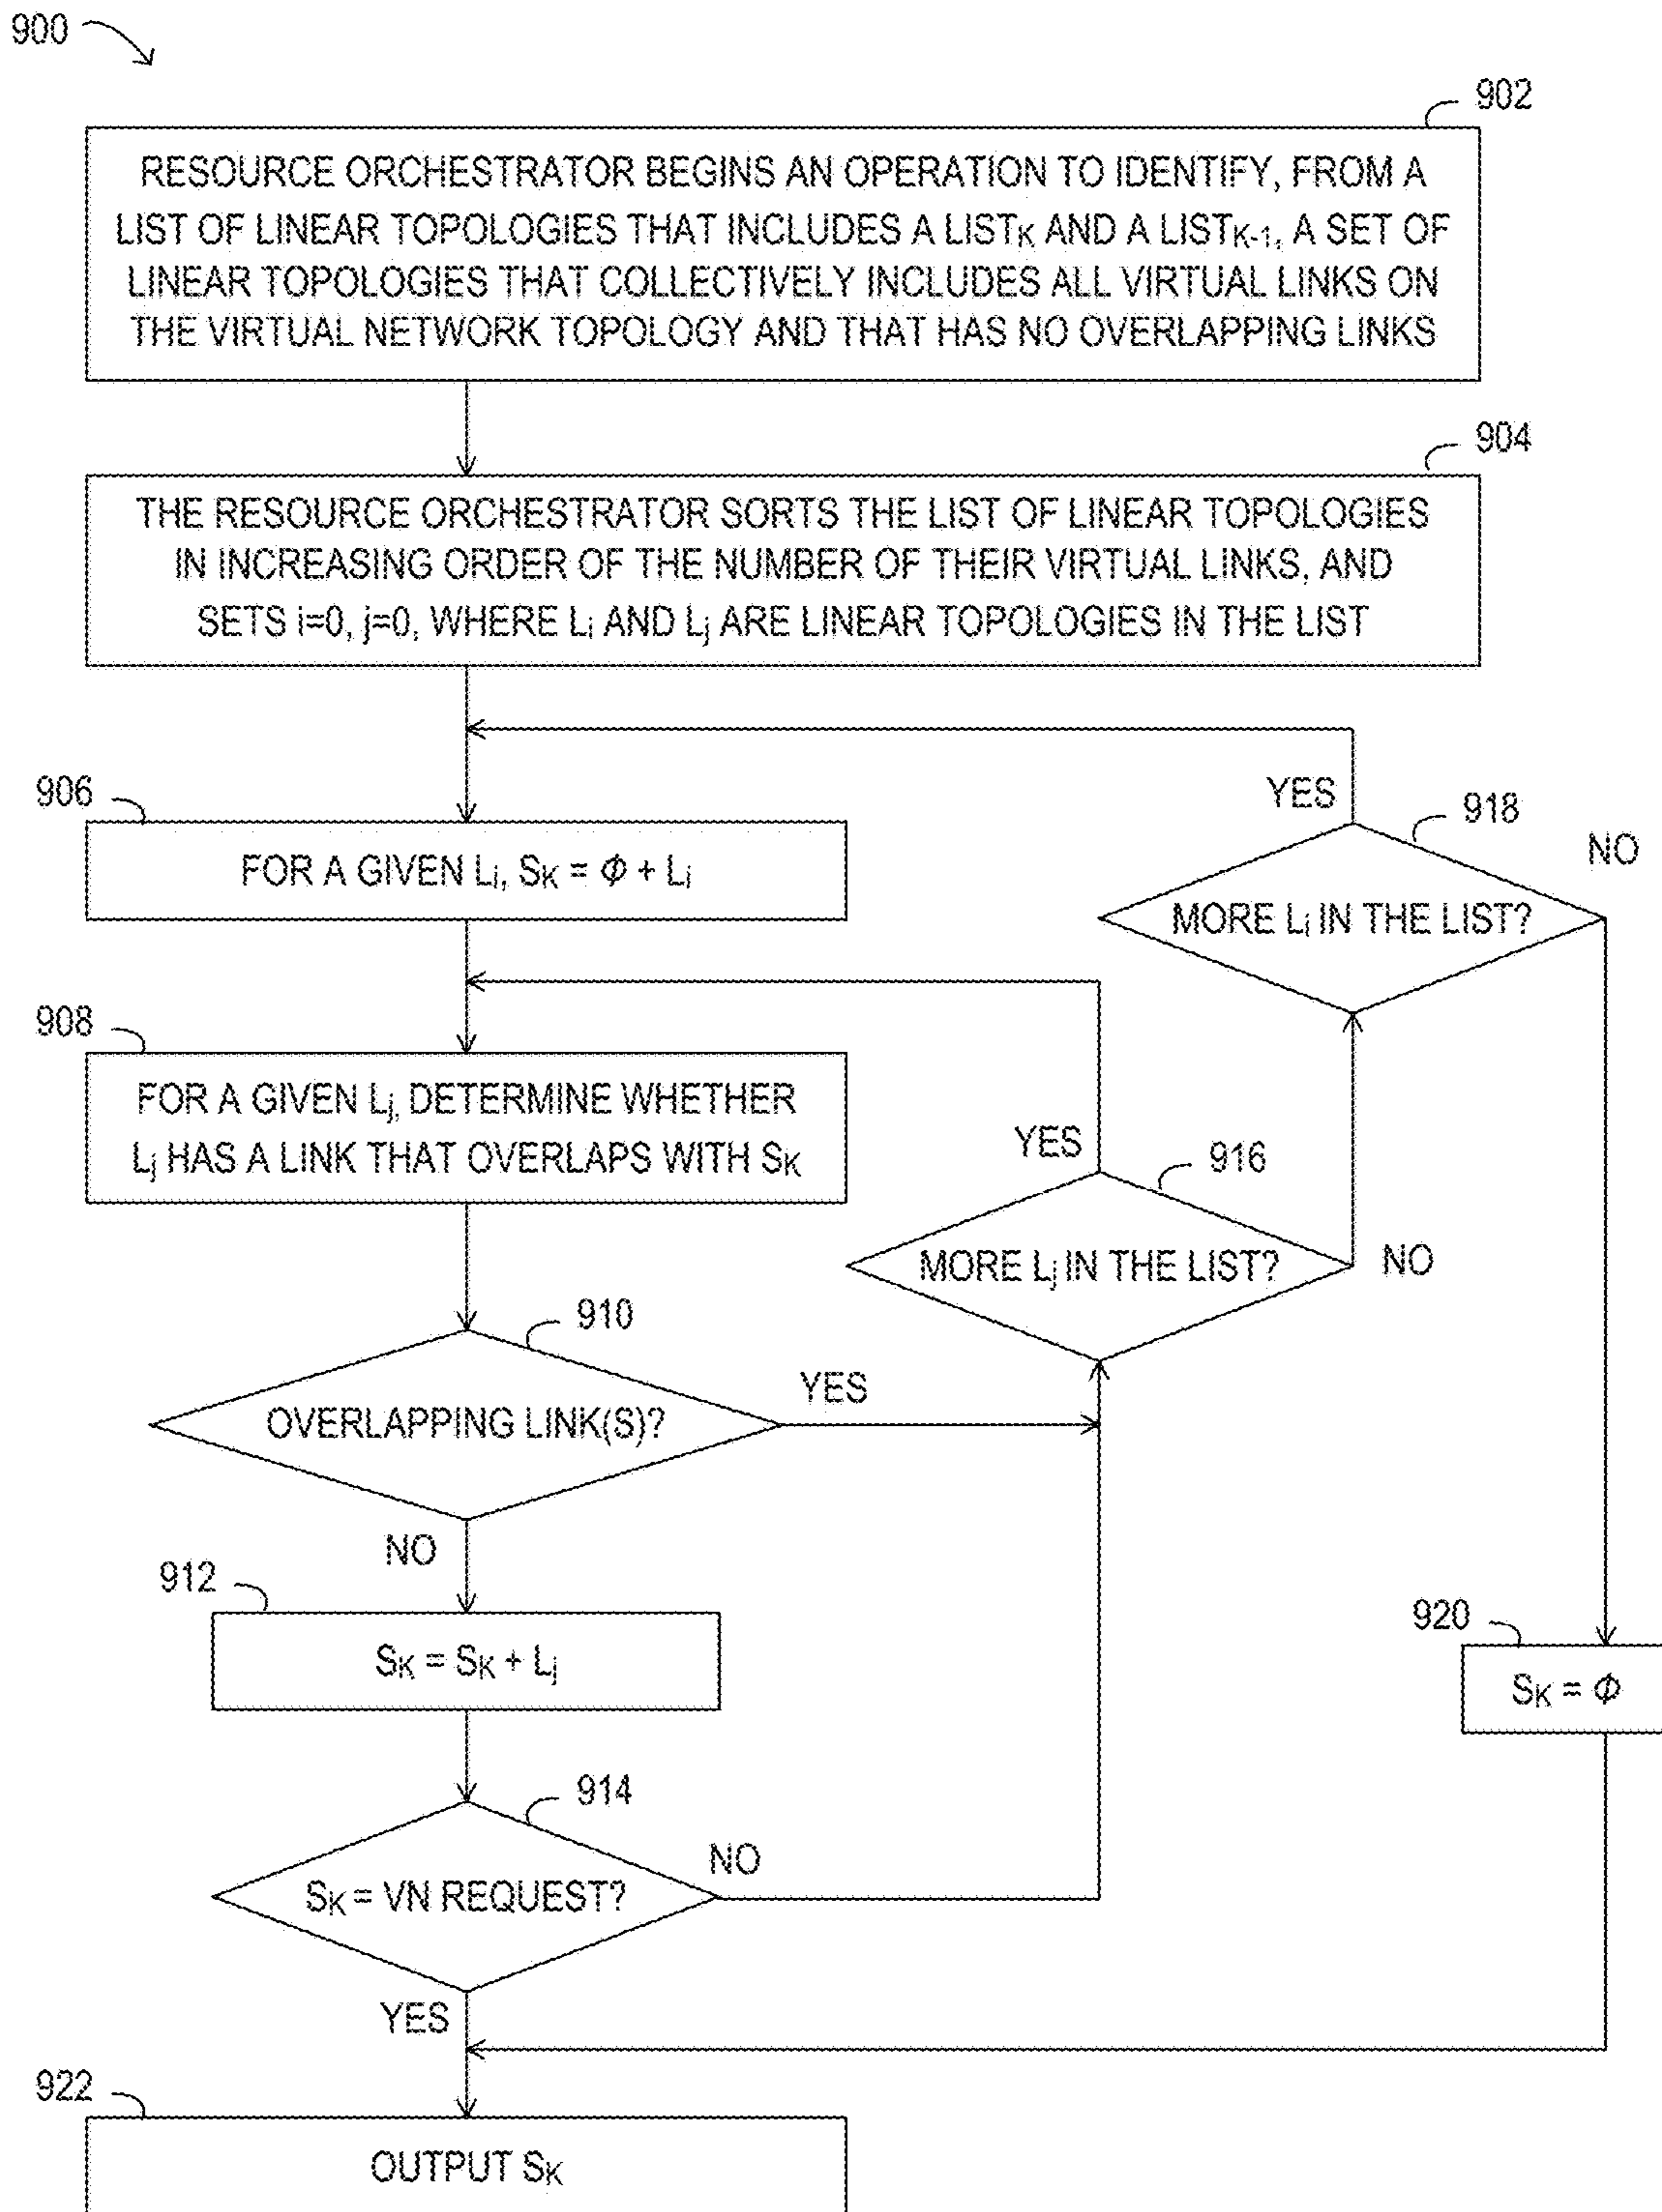 900
902
RESOURCE ORCHESTRATOR BEGINS AN OPERATION TO IDENTIFY, FROM A
LIST OF LINEAR TOPOLOGIES THAT INCLUDES A LISTK AND A LISTK-1, A SET OF
LINEAR TOPOLOGIES THAT COLLECTIVELY INCLUDES ALL VIRTUAL LINKS ON
THE VIRTUAL NETWORK TOPOLOGY AND THAT HAS NO OVERLAPPING LINKS
904
THE RESOURCE ORCHESTRATOR SORTS THE LIST OF LINEAR TOPOLOGIES
IN INCREASING ORDER OF THE NUMBER OF THEIR VIRTUAL LINKS, AND
SETS i=0, j=0, WHERE Li AND Lj ARE LINEAR TOPOLOGIES IN THE LIST
906
FOR A GIVEN Li, SK = Φ + Li
YES
918
NO
MORE Li IN THE LIST?
908
FOR A GIVEN Lj, DETERMINE WHETHER
Lj HAS A LINK THAT OVERLAPS WITH SK
YES
916
MORE Lj IN THE LIST?
NO
910
OVERLAPPING LINK(S)?
YES
NO
912
SK = SK + Lj
920
SK = Φ
914
SK = VN REQUEST?
NO
YES
922
OUTPUT SK